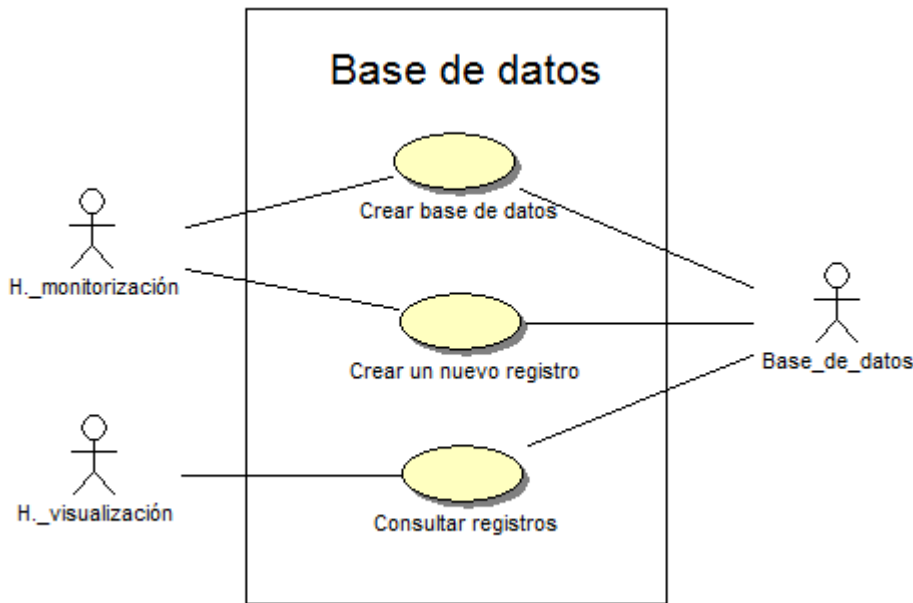 Base de datos
Crear base de datos
H._monitorización
Crear un nuevo registro
Base_de_datos
H._visualización
Consultar registros